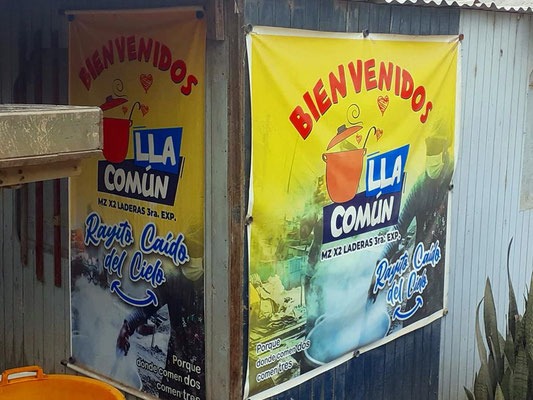 BIENVENIDOS
OLLA
COMÚN
MZ X2 LADERAS 3ra. EXP.
Rayito Caído
del Cielo
Porque
donde comen dos
comen tres
BIENVENIDOS
OLLA
COMÚN
MZ X2 LADERAS 3ra. EXP.
Rayito Caído
del Cielo
Porque
donde comen dos
comen tres